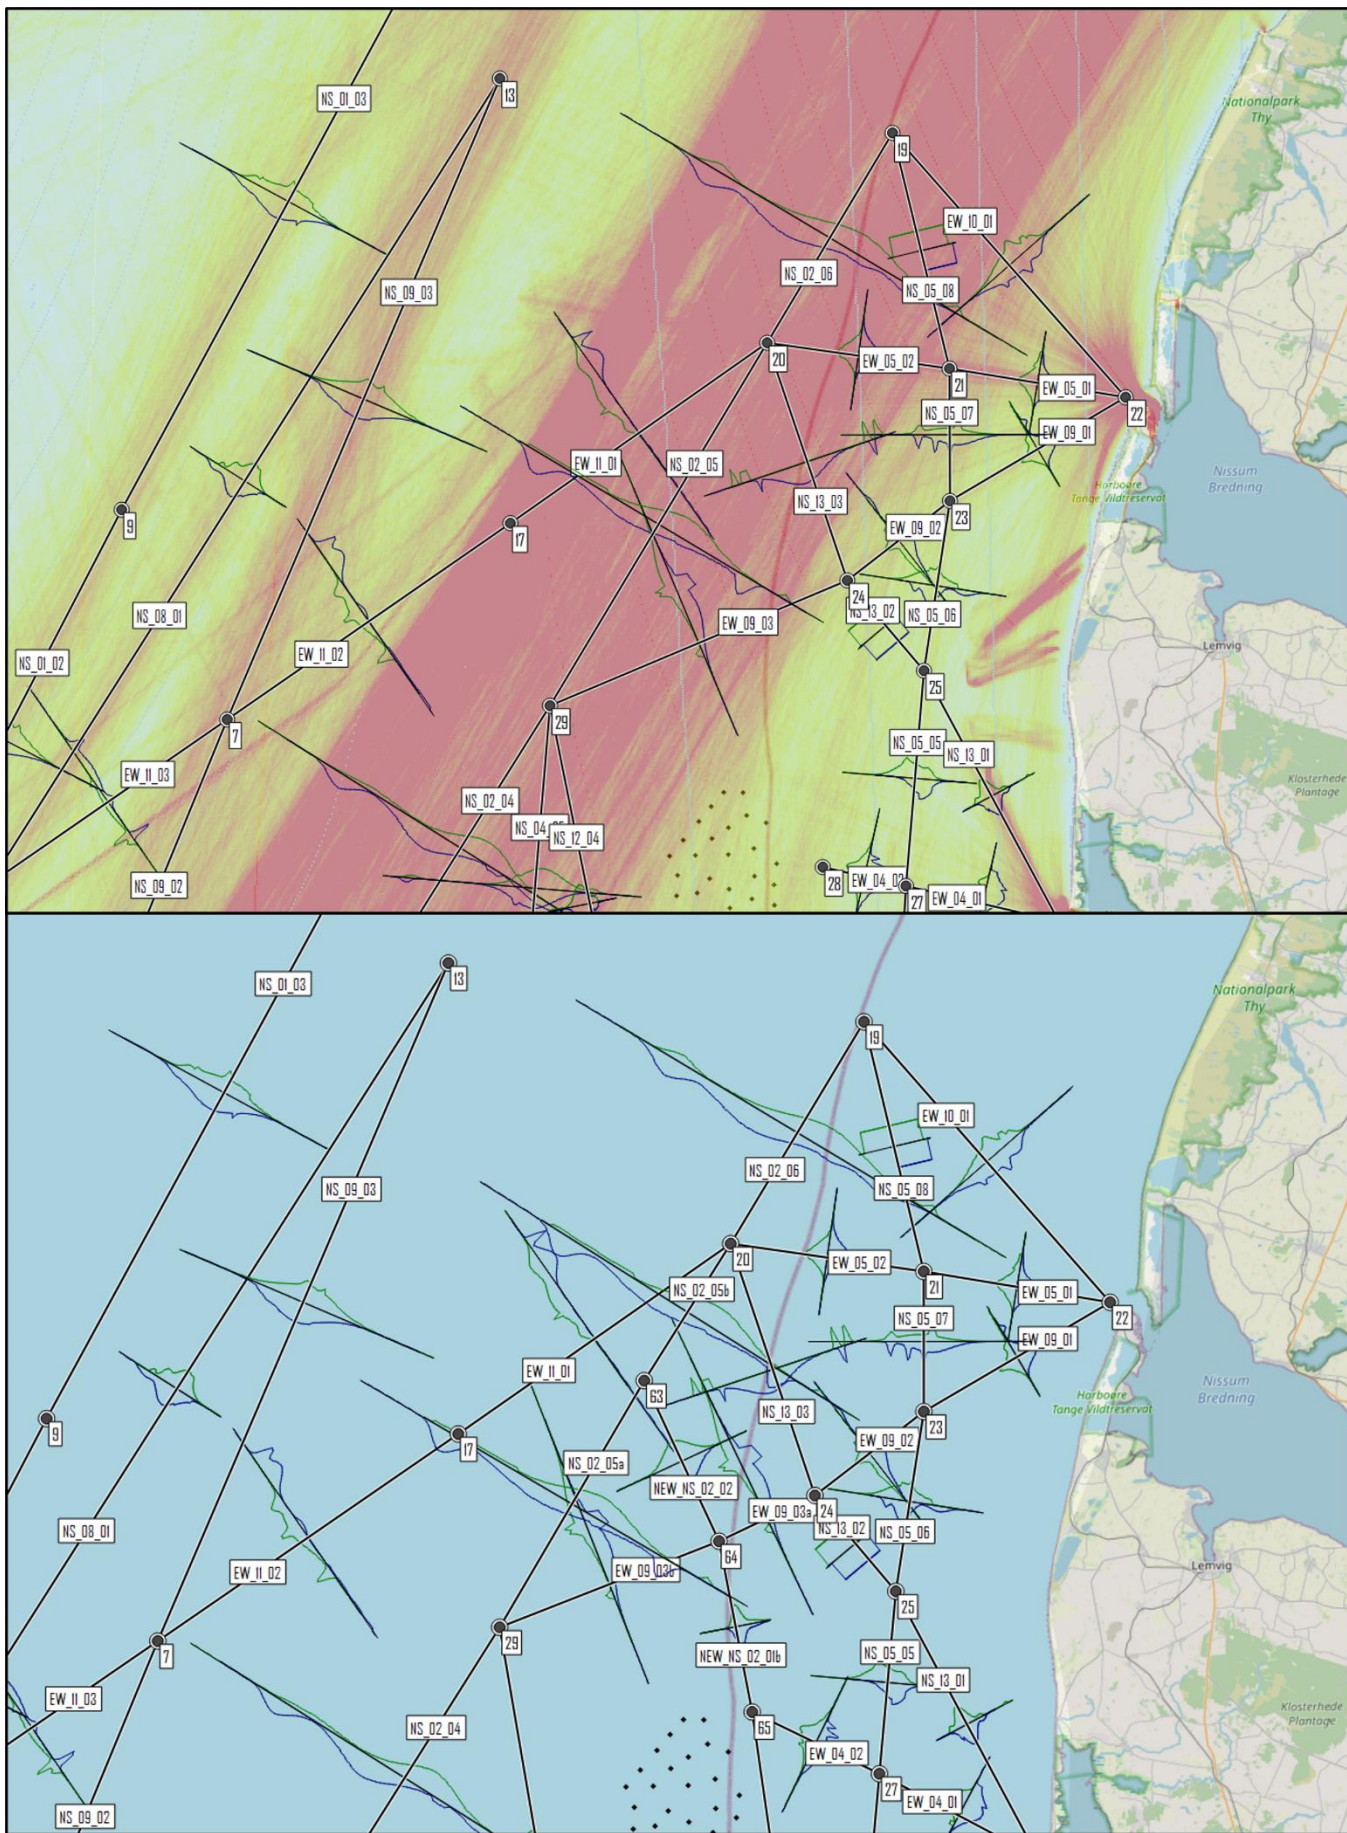 NS_01_03
13
Nationalpark
Thy
19
EW_10_01
NS_02_06
NS_09_03
NS_05_08
20
EW_05_02
21
EW_05_01
22
NS_05_07
EW_09_01
EW_11_01
NS_02_05
Nissum
Bredning
Harboøre
Tange Vildtreservat
NS_13_03
9
17
23
EW_09_02
24
NS_13_02
NS_05_06
NS_08_01
EW_09_03
Lemvig
EW_11_02
NS_01_02
25
7
29
NS_05_05
NS_13_01
EW_11_03
Klosterhede
Plantage
NS_02_04
NS_12_04
28
NS_09_02
27
EW_04_01
NS_01_03
13
Nationalpark
Thy
19
EW_10_01
NS_02_06
NS_09_03
NS_05_08
20
EW_05_02
21
NS_02_05b
EW_05_01
22
NS_05_07
EW_09_01
EW_11_01
63
Nissum
Bredning
Harboøre
Tange Vildtreservat
NS_13_03
9
23
17
EW_09_02
NS_02_05a
NEW_NS_02_02
EW_09_03a
24
NS_08_01
NS_13_02
NS_05_06
64
Lemvig
EW_11_02
EW_09_03b
25
29
7
NS_05_05
NEW_NS_02_01b
NS_13_01
EW_11_03
Klosterhede
Plantage
65
NS_02_04
EW_04_02
27
EW_04_01
NS_09_02